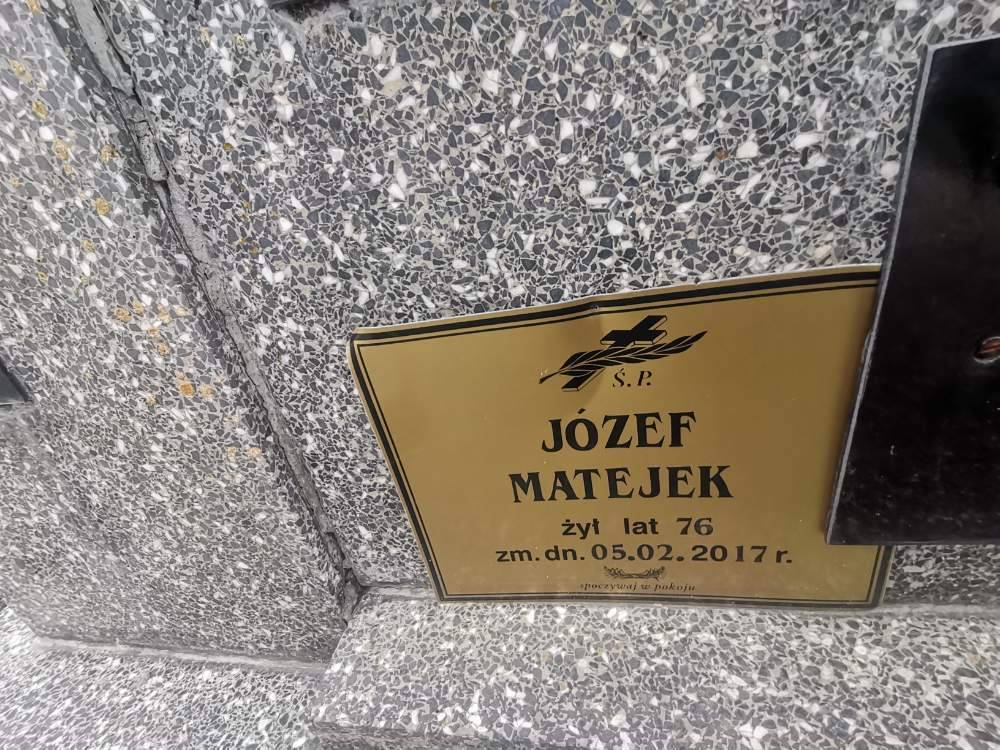 Ś.P.
JÓZEF
MATEJEK
żył lat 76
zm. dn. 05.02.2017 r.
spoczywaj w pokoju